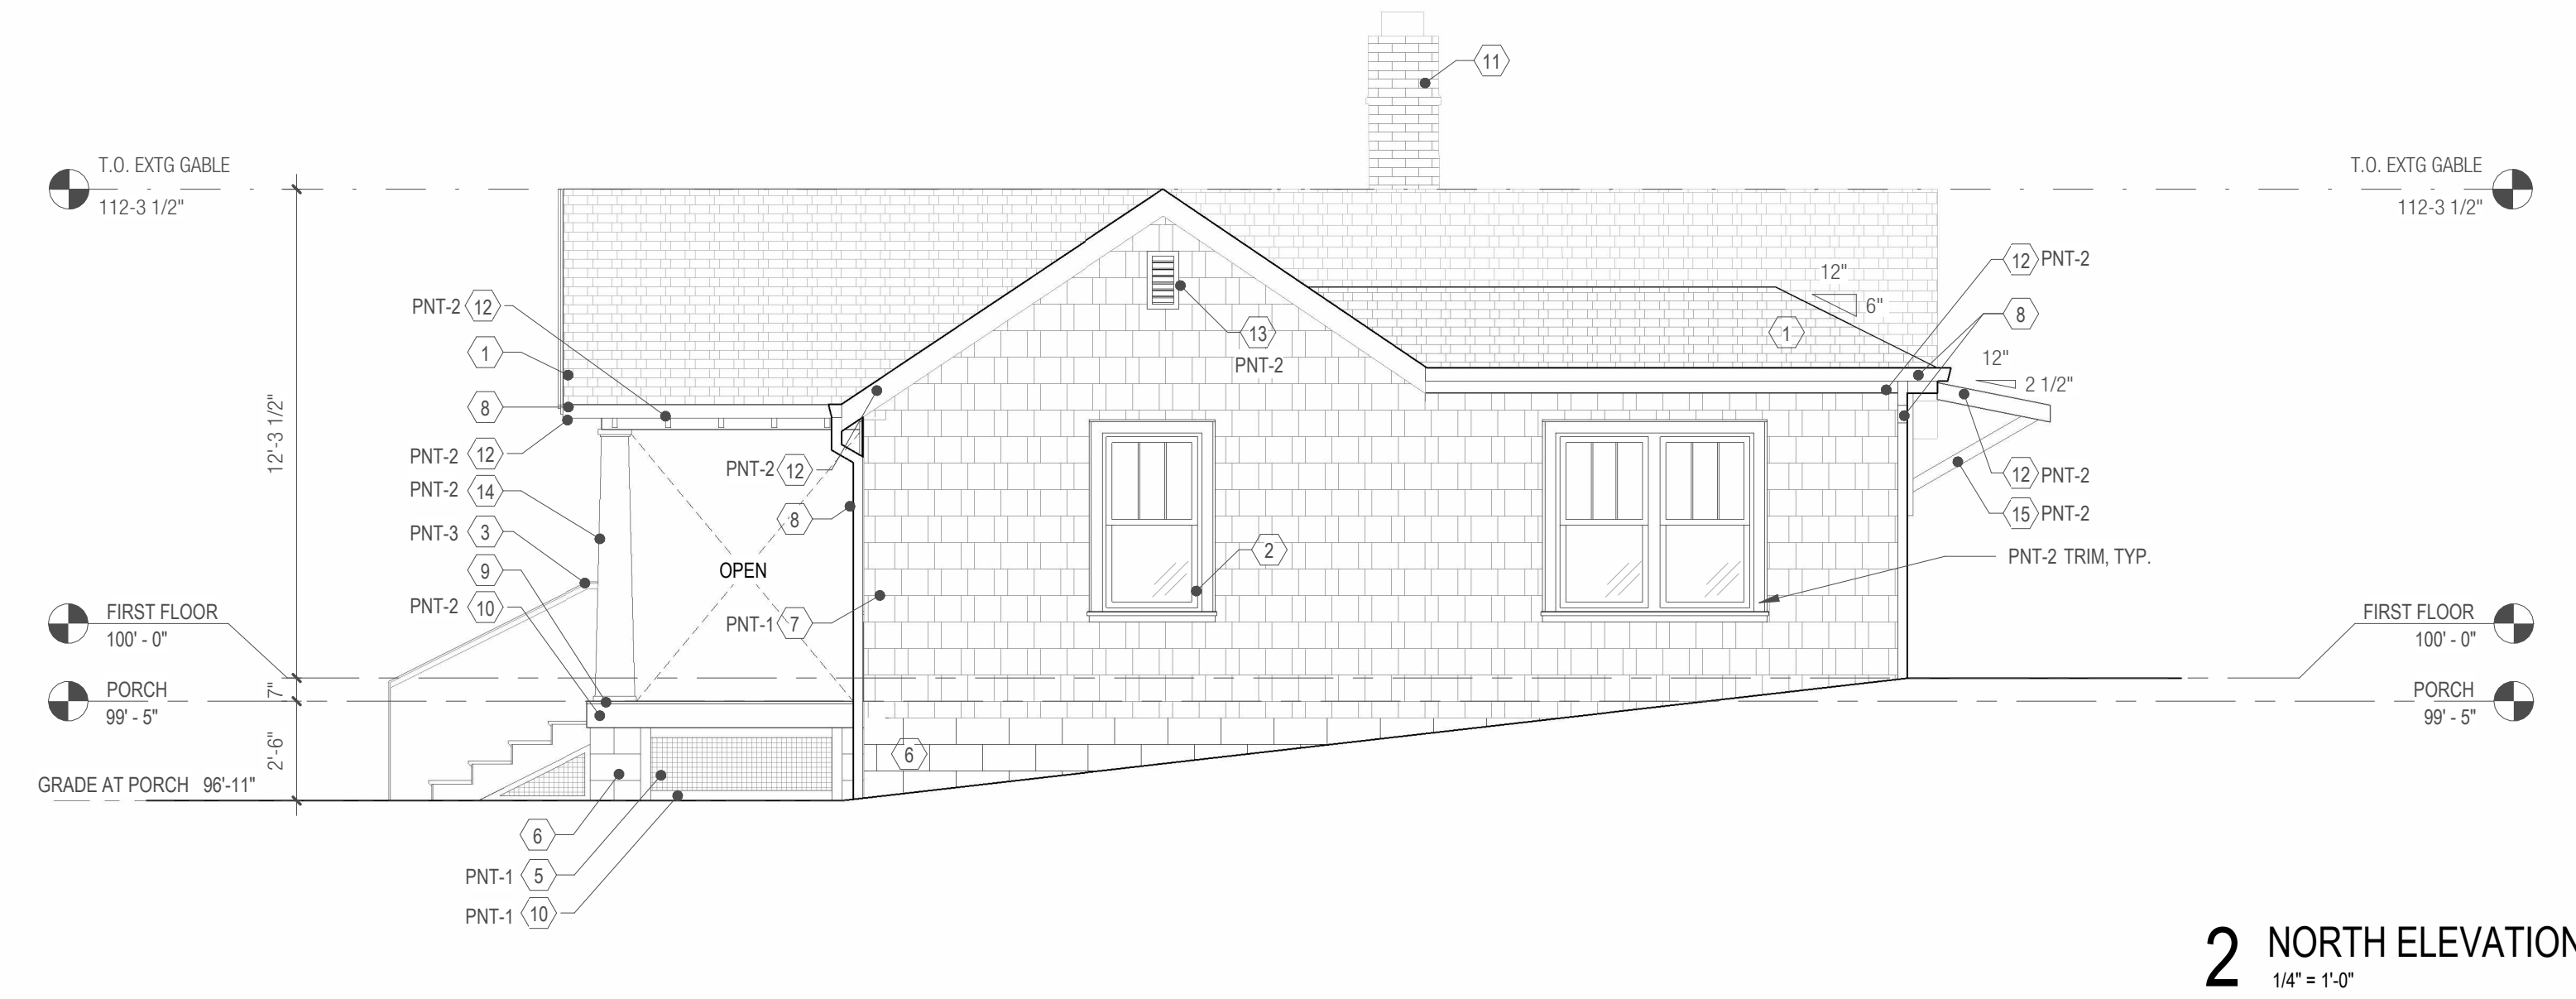 11
T.O. EXTG GABLE
112-3 1/2"
T.O. EXTG GABLE
112-3 1/2"
12 PNT-2
12"
6"
PNT-2 12
8
13
PNT-2
1
1
12"
2 1/2"
8
12'-3 1/2"
PNT-2 12
PNT-2 12
12 PNT-2
PNT-2 14
15 PNT-2
8
PNT-3 3
2
PNT-2 TRIM, TYP.
9
OPEN
PNT-2 10
PNT-1 7
FIRST FLOOR
100' - 0"
FIRST FLOOR
100' - 0"
7"
PORCH
99' - 5"
PORCH
99' - 5"
2'-6"
6
GRADE AT PORCH 96'-11"
6
PNT-1 5
PNT-1 10
2 NORTH ELEVATION
1/4" = 1'-0"